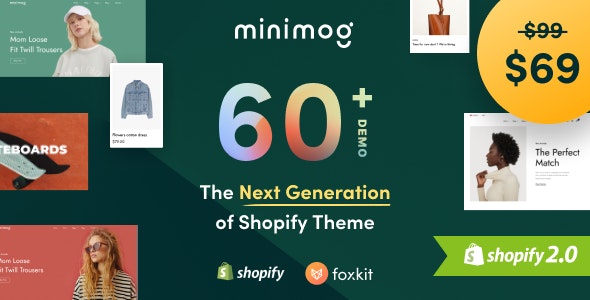 minimog
$99
$69
Mom Loose
Fit Twill Trousers
60+
DEMO
flowers cotton dress
$79.00
TEBOARDS
The Perfect
Match
The Next Generation
of Shopify Theme
minimog
Mom Loose
Fit Twill Trousers
shopify
foxkit
shopify 2.0